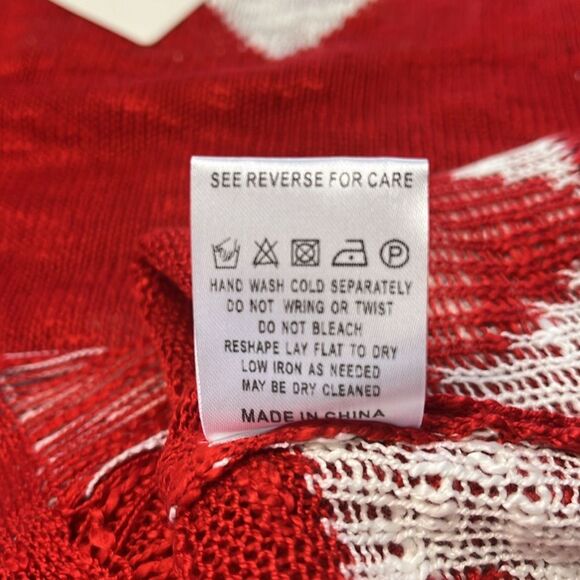 SEE REVERSE FOR CARE
P
HAND WASH COLD SEPARATELY
DO NOT WRING OR TWIST
DO NOT BLEACH
RESHAPE LAY FLAT TO DRY
LOW IRON AS NEEDED
MAY BE DRY CLEANED
MADE IN CHINA